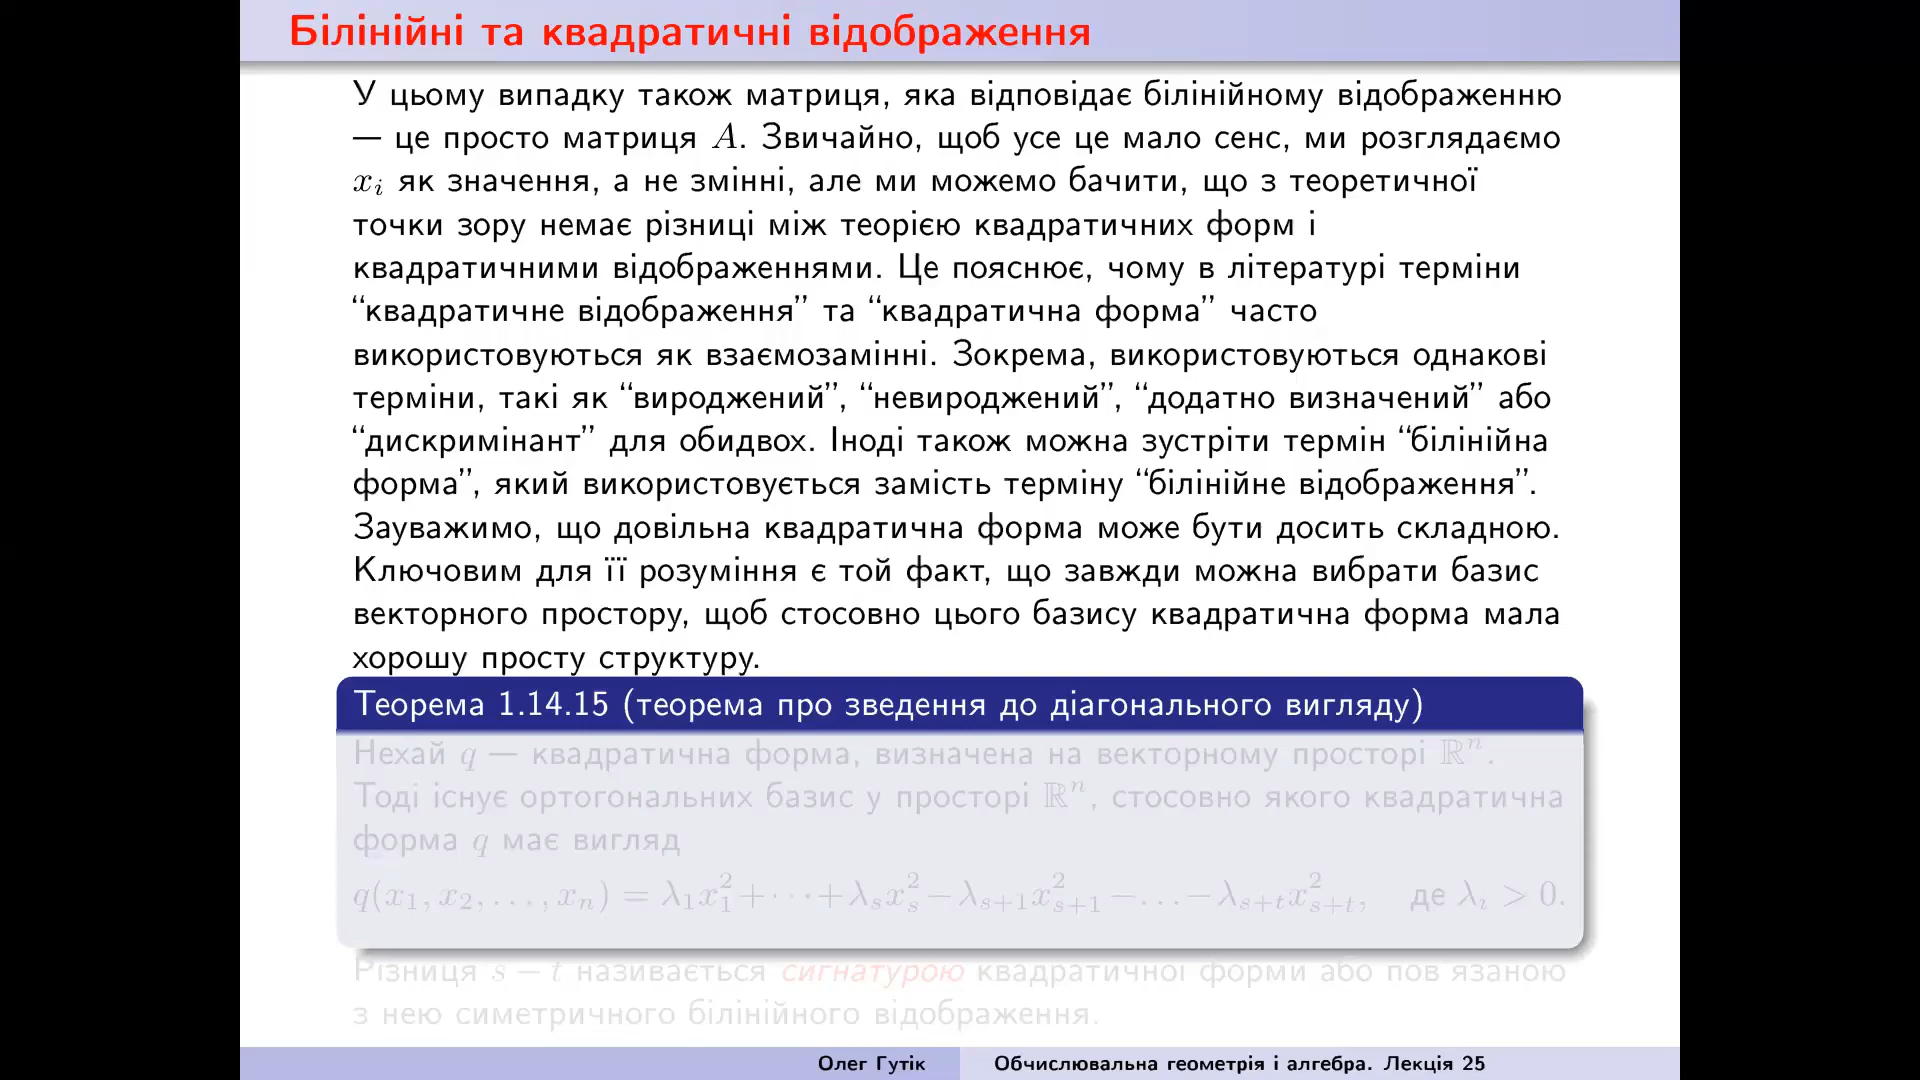 Білінійні та квадратичні відображення
У цьому випадку також матриця, яка відповідає білінійному відображенню
— це просто матриця A. Звичайно, щоб усе це мало сенс, ми розглядаємо
xᵢ як значення, а не змінні, але ми можемо бачити, що з теоретичної
точки зору немає різниці між теорією квадратичних форм і
квадратичними відображеннями. Це пояснює, чому в літературі терміни
“квадратичне відображення” та “квадратична форма” часто
використовуються як взаємозамінні. Зокрема, використовуються однакові
терміни, такі як “вироджений”, “невироджений”, “додатно визначений” або
“дискримінант” для обидвох. Іноді також можна зустріти термін “білінійна
форма”, який використовується замість терміну “білінійне відображення”.
Зауважимо, що довільна квадратична форма може бути досить складною.
Ключовим для її розуміння є той факт, що завжди можна вибрати базис
векторного простору, щоб стосовно цього базису квадратична форма мала
хорошу просту структуру.
Теорема 1.14.15 (теорема про зведення до діагонального вигляду)
Нехай q — квадратична форма, визначена на векторному просторі ℝⁿ.
Тоді існує ортогональних базис у просторі ℝⁿ, стосовно якого квадратична
форма q має вигляд
q(x₁, x₂, . . . , xₙ) = λ₁x₁² + · · · + λₛxₛ² − λₛ₊₁xₛ₊₁² − . . . − λₛ₊ₜxₛ₊ₜ², де λᵢ > 0.
Різниця s − t називається сигнатурою квадратичної форми або пов'язаною
з нею симетричного білінійного відображення.
Олег Гутік Обчислювальна геометрія і алгебра. Лекція 25